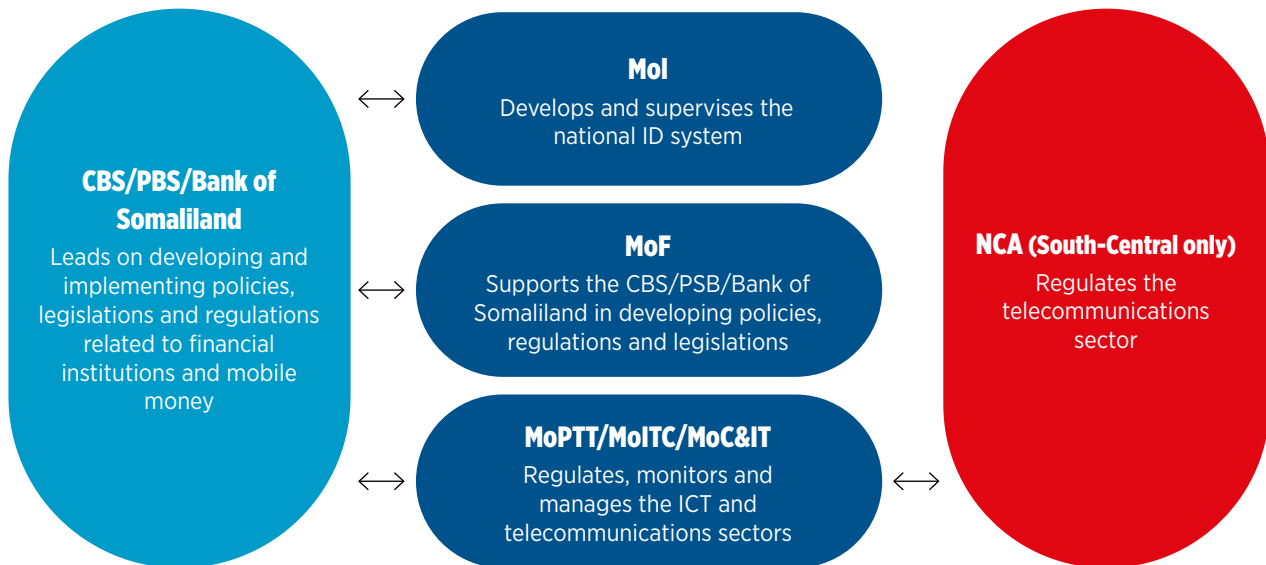 CBS/PBS/Bank of
Somaliland
Leads on developing and
implementing policies,
legislations and regulations
related to financial
institutions and mobile
money
MoI
Develops and supervises the
national ID system
MoF
Supports the CBS/PSB/Bank of
Somaliland in developing policies,
regulations and legislations
MoPTT/MoITC/MoC&IT
Regulates, monitors and
manages the ICT and
telecommunications sectors
NCA (South-Central only)
Regulates the
telecommunications
sector